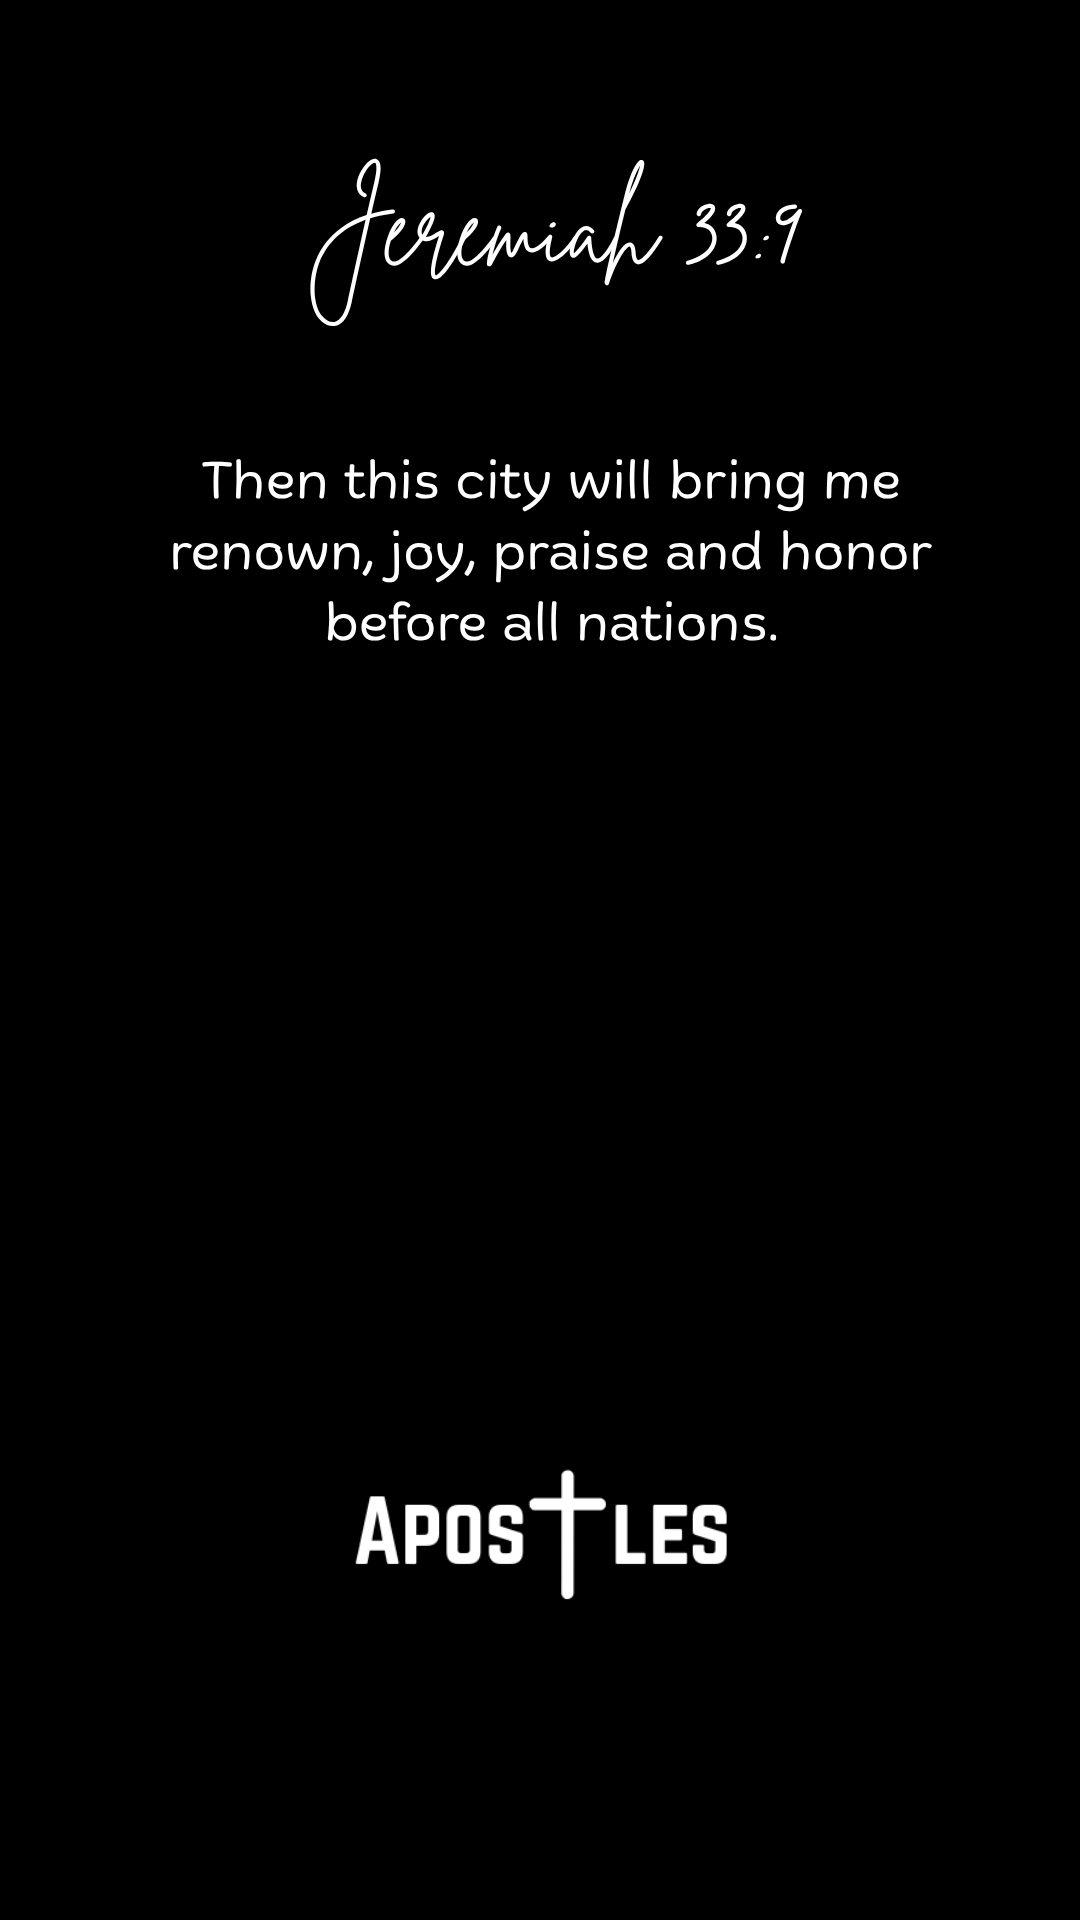 Jeremiah 33:9
Then this city will bring me
renown, joy, praise and honor
before all nations.
APOSTLES